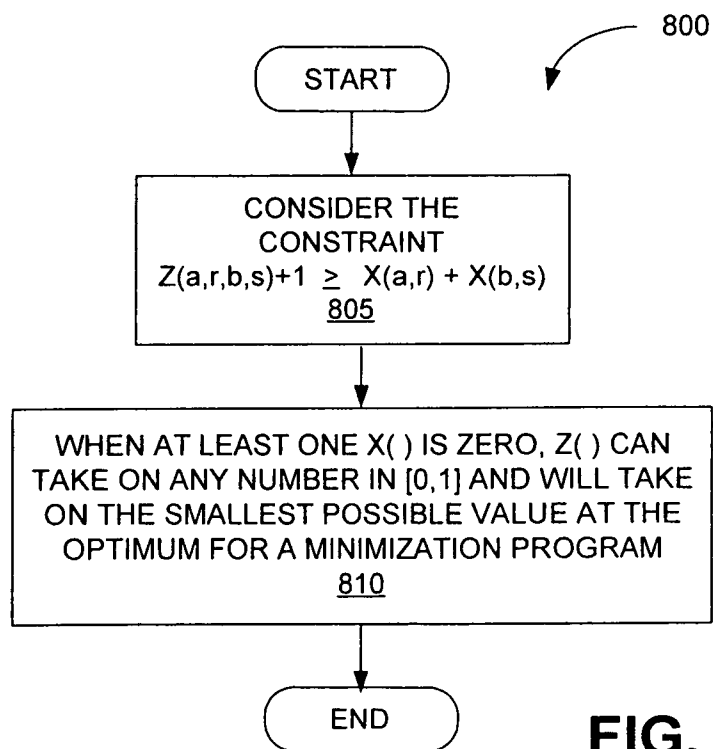 800
START
CONSIDER THE
CONSTRAINT
Z(a,r,b,s)+1 ≥ X(a,r) + X(b,s)
805
WHEN AT LEAST ONE X( ) IS ZERO, Z( ) CAN
TAKE ON ANY NUMBER IN [0,1] AND WILL TAKE
ON THE SMALLEST POSSIBLE VALUE AT THE
OPTIMUM FOR A MINIMIZATION PROGRAM
810
END
FIG.